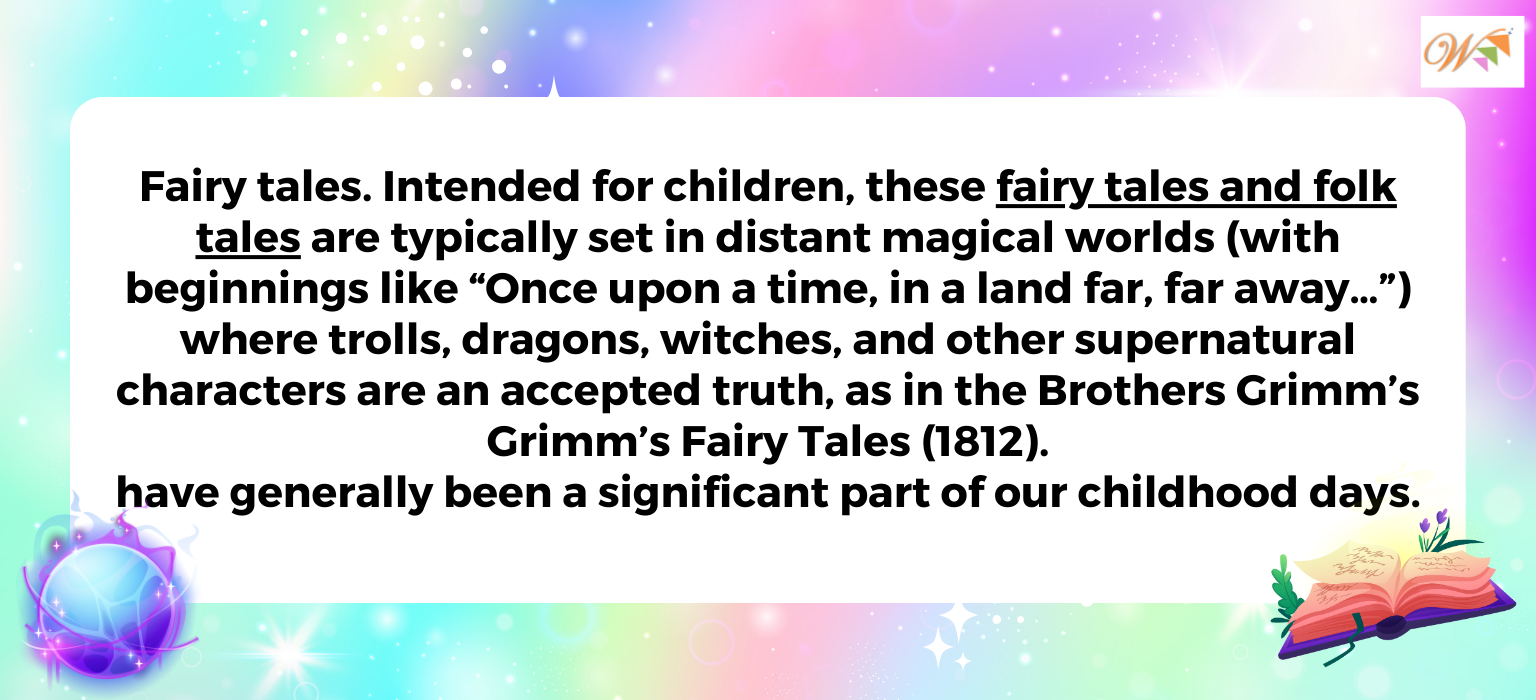 Fairy tales. Intended for children, these fairy tales and folk
tales are typically set in distant magical worlds (with
beginnings like “Once upon a time, in a land far, far away...”)
where trolls, dragons, witches, and other supernatural
characters are an accepted truth, as in the Brothers Grimm’s
Grimm’s Fairy Tales (1812).
have generally been a significant part of our childhood days.